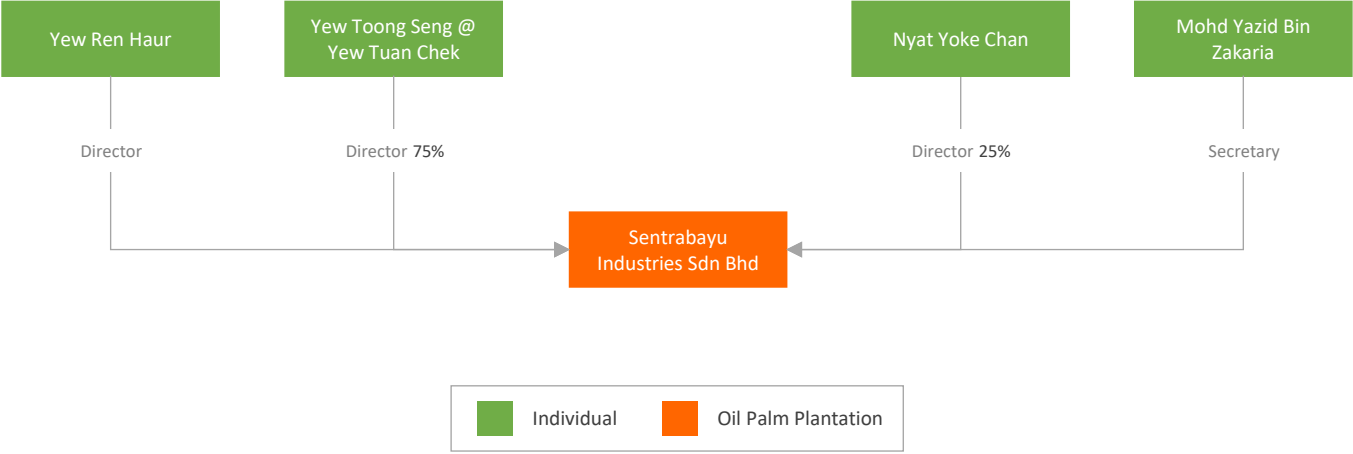 Yew Ren Haur
Yew Toong Seng @
Yew Tuan Chek
Nyat Yoke Chan
Mohd Yazid Bin
Zakaria
Director
Director 75%
Director 25%
Secretary
Sentrabayu
Industries Sdn Bhd
Individual
Oil Palm Plantation